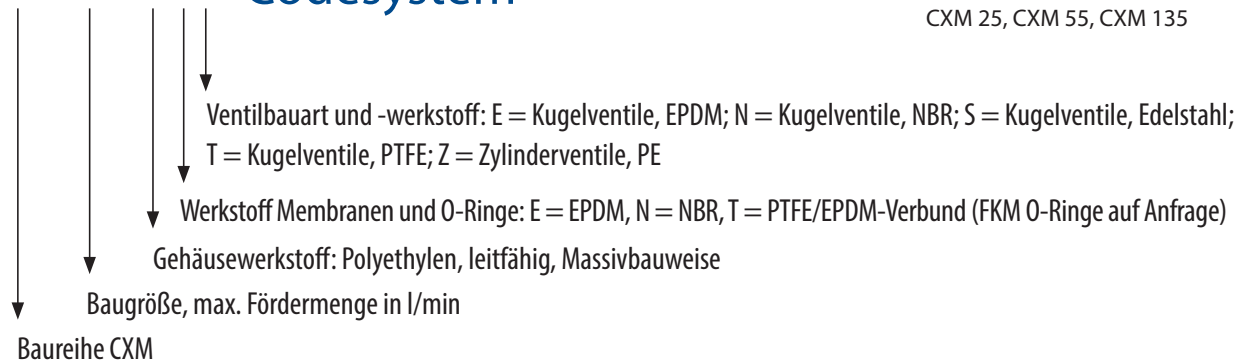 Codesystem
CXM 25, CXM 55, CXM 135
Ventilbauart und -werkstoff: E = Kugelventile, EPDM; N = Kugelventile, NBR; S = Kugelventile, Edelstahl;
T = Kugelventile, PTFE; Z = Zylinderventile, PE
Werkstoff Membranen und O-Ringe: E = EPDM, N = NBR, T = PTFE/EPDM-Verbund (FKM O-Ringe auf Anfrage)
Gehäusewerkstoff: Polyethylen, leitfähig, Massivbauweise
Baugröße, max. Fördermenge in l/min
Baureihe CXM